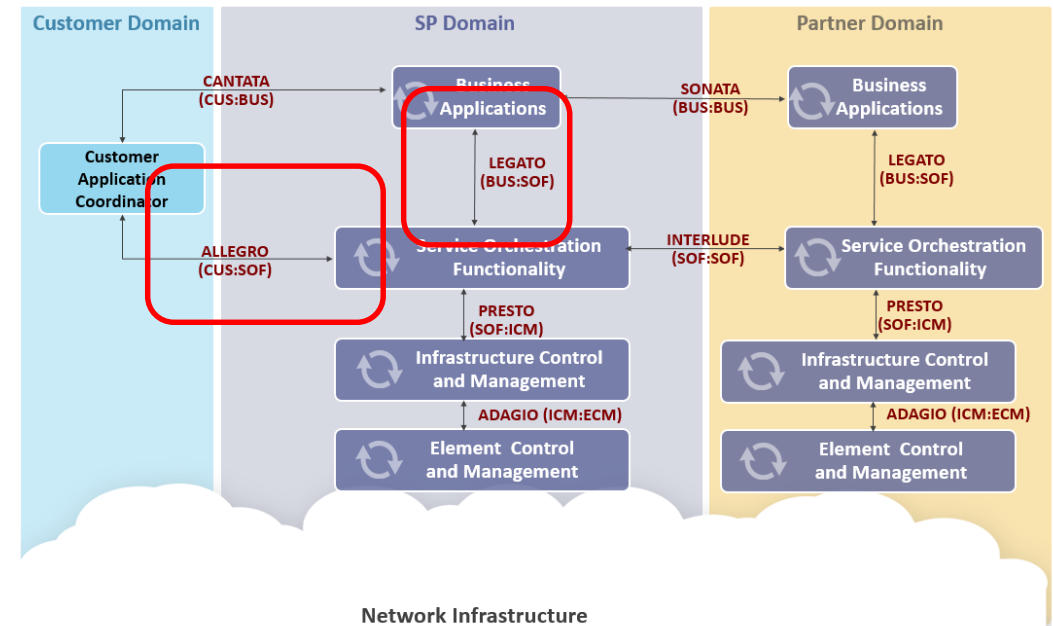 Customer Domain
SP Domain
Partner Domain
CANTATA
(CUS:BUS)
Business
Applications
SONATA
(BUS:BUS)
Business
Applications
Customer
Application
Coordinator
LEGATO
(BUS:SOF)
LEGATO
(BUS:SOF)
ALLEGRO
(CUS:SOF)
Service Orchestration
Functionality
INTERLUDE
(SOF:SOF)
Service Orchestration
Functionality
PRESTO
(SOF:ICM)
PRESTO
(SOF:ICM)
Infrastructure Control
and Management
Infrastructure Control
and Management
ADAGIO (ICM:ECM)
ADAGIO (ICM:ECM)
Element Control
and Management
Element Control
and Management
Network Infrastructure